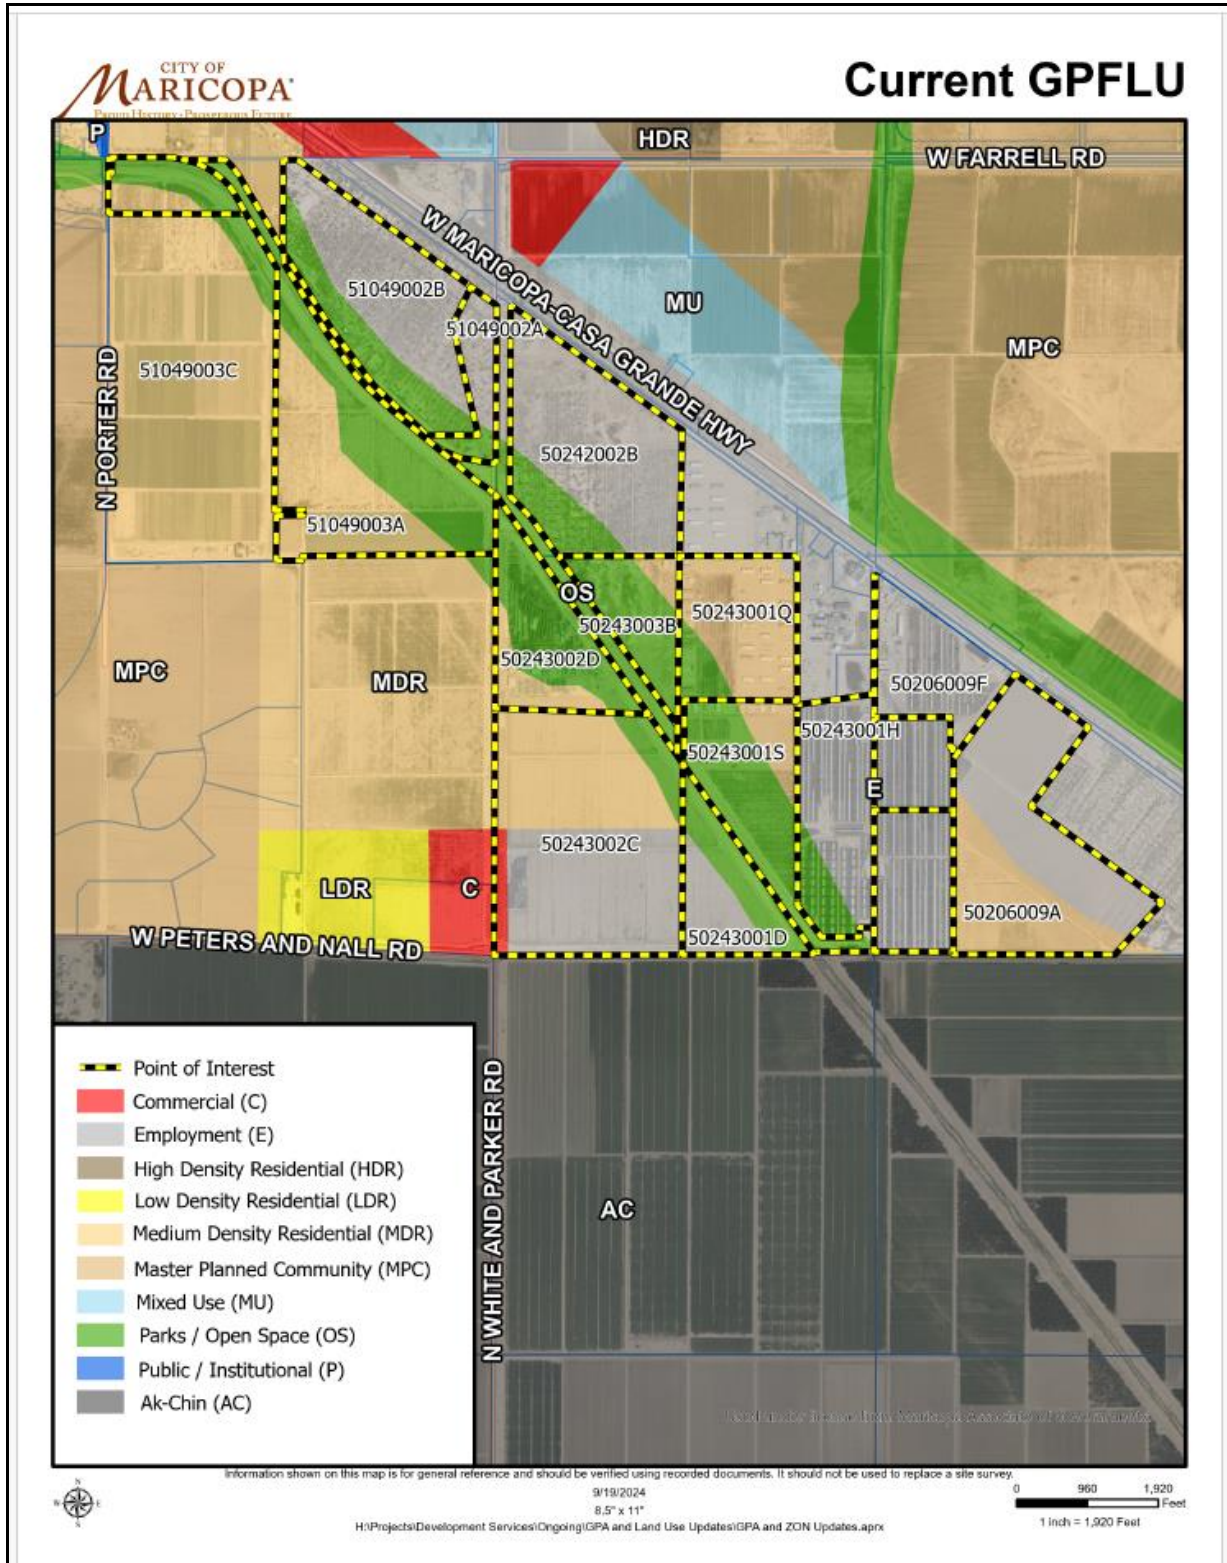 CITY OF
MARICOPA
PROUD HISTORY • PROSPEROUS FUTURE
Current GPFLU
P
HDR
W FARRELL RD
W MARICOPA-CASA GRANDE HWY
51049002B
MU
51049002A
MPC
N PORTER RD
51049003C
50242002B
51049003A
OS
50243001Q
50243003B
50243002D
MPC
MDR
50206009F
50243001H
50243001S
E
50243002C
LDR
C
50206009A
W PETERS AND NALL RD
50243001D
Point of Interest
Commercial (C)
Employment (E)
High Density Residential (HDR)
Low Density Residential (LDR)
Medium Density Residential (MDR)
Master Planned Community (MPC)
Mixed Use (MU)
Parks / Open Space (OS)
Public / Institutional (P)
Ak-Chin (AC)
N WHITE AND PARKER RD
AC
Information shown on this map is for general reference and should be verified using recorded documents. It should not be used to replace a site survey.
N
W E
S
9/19/2024
8.5" x 11"
H:\Projects\Development Services\Ongoing\GPA and Land Use Updates\GPA and ZON Updates.aprx
0 960 1,920
Feet
1 inch = 1,920 Feet